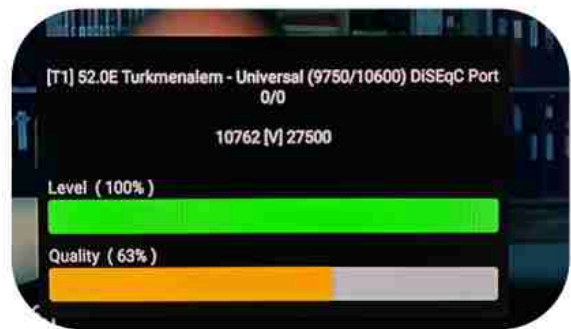 [T1] 52.0E Turkmenalem - Universal (9750/10600) DiSEqC Port
0/0
10762 [V] 27500
Level ( 100% )
Quality ( 63% )